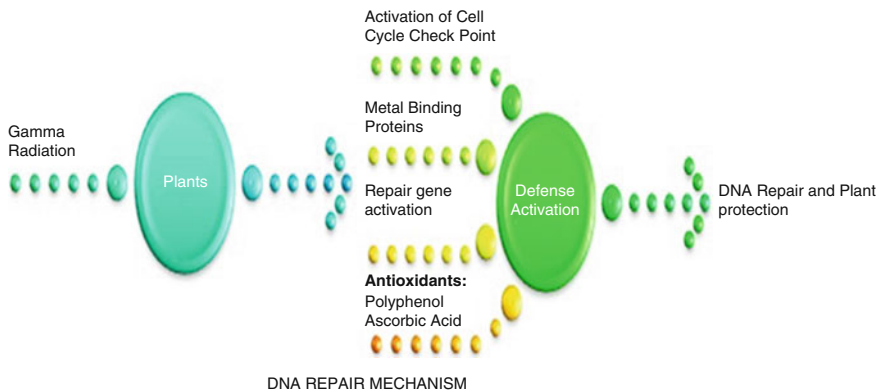 Gamma
Radiation
Plants
Activation of Cell
Cycle Check Point
Metal Binding
Proteins
Repair gene
activation
Antioxidants:
Polyphenol
Ascorbic Acid
Defense
Activation
DNA Repair and Plant
protection
DNA REPAIR MECHANISM